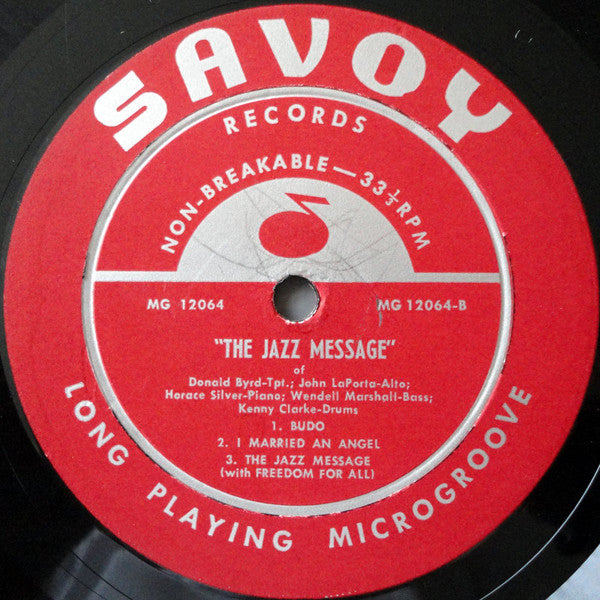 SAVOY
RECORDS
NON-BREAKABLE — 33⅓ RPM
MG 12064 MG 12064-B
"THE JAZZ MESSAGE"
of
Donald Byrd-Tpt.; John LaPorta-Alto;
Horace Silver-Piano; Wendell Marshall-Bass;
Kenny Clarke-Drums
1. BUDO
2. I MARRIED AN ANGEL
3. THE JAZZ MESSAGE
(with FREEDOM FOR ALL)
LONG PLAYING MICROGROOVE